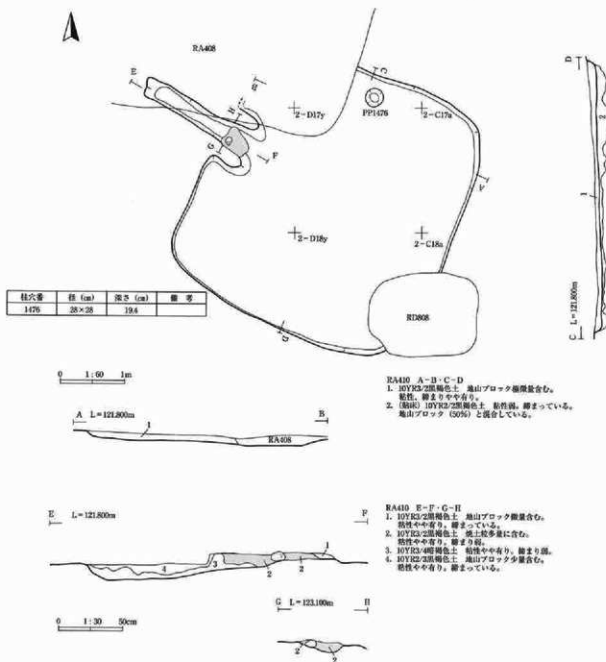 RA408
E
B
H
G
F
C
PP1476
2-D17y
2-C17a
A
2-D18y
2-C18a
RD808
D
D
2
1
C L=121.800m
柱穴番 径 (cm) 深さ (cm) 備考
1476 28×28 19.4
0 1:60 1m
A L=121.800m B
1
RA408
RA410 A-B・C-D
1. 10YR3/2黒褐色土 地山ブロック極微量含む。
粘性、締まりやや有り。
2. (貼床) 10YR2/2黒褐色土 粘性弱。締まっている。
地山ブロック (50%) と混合している。
E L=121.800m F
4
3
2
2
1
RA410 E-F・G-H
1. 10YR3/2黒褐色土 地山ブロック微量含む。
粘性やや有り。締まっている。
2. 10YR3/2黒褐色土 焼土粒多量に含む。
粘性やや有り。締まり弱。
3. 10YR3/4暗褐色土 粘性やや有り。締まり弱。
4. 10YR2/2黒褐色土 地山ブロック少量含む。
粘性やや有り。締まっている。
G L=123.100m H
2
2
0 1:30 50cm